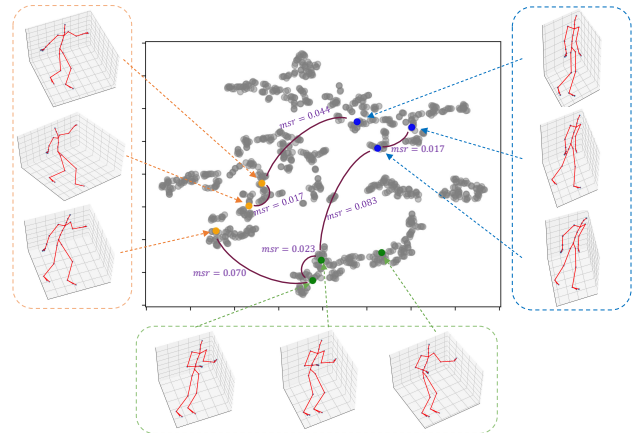 msr = 0.044
msr = 0.017
msr = 0.017
msr = 0.083
msr = 0.023
msr = 0.070